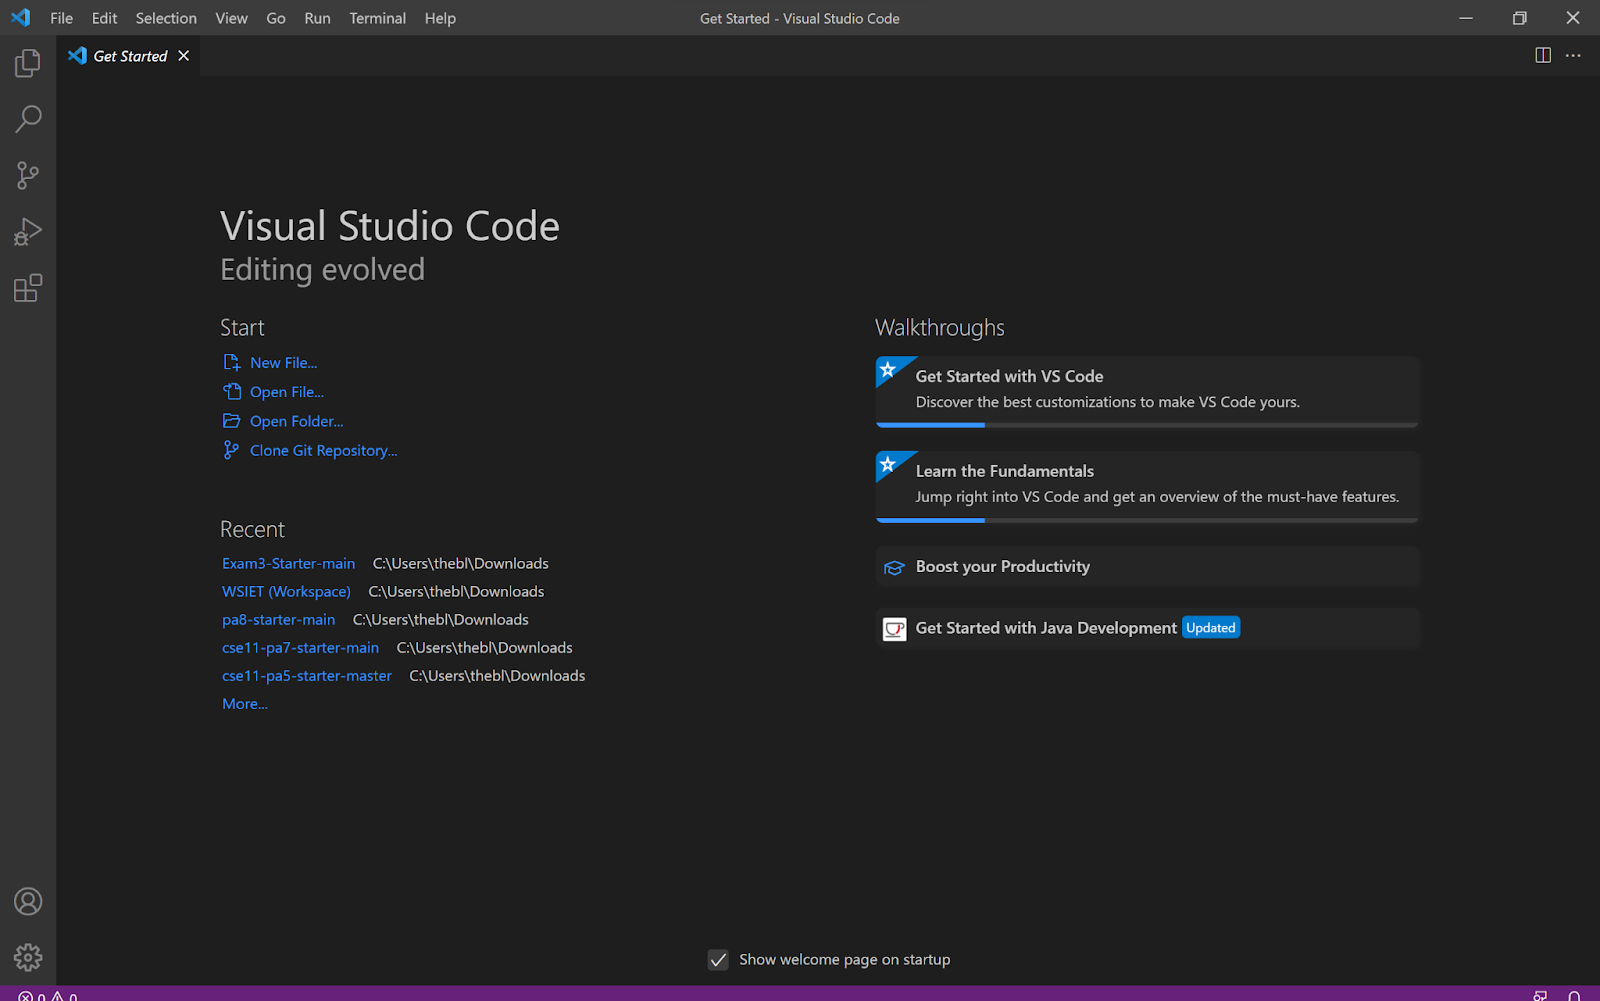 File Edit Selection View Go Run Terminal Help
Get Started - Visual Studio Code
Get Started
Visual Studio Code
Editing evolved
Start
New File...
Open File...
Open Folder...
Clone Git Repository...
Recent
Exam3-Starter-main C:\Users\thebl\Downloads
WSIET (Workspace) C:\Users\thebl\Downloads
pa8-starter-main C:\Users\thebl\Downloads
cse11-pa7-starter-main C:\Users\thebl\Downloads
cse11-pa5-starter-master C:\Users\thebl\Downloads
More...
Walkthroughs
Get Started with VS Code
Discover the best customizations to make VS Code yours.
Learn the Fundamentals
Jump right into VS Code and get an overview of the must-have features.
Boost your Productivity
Get Started with Java Development Updated
Show welcome page on startup
0 0